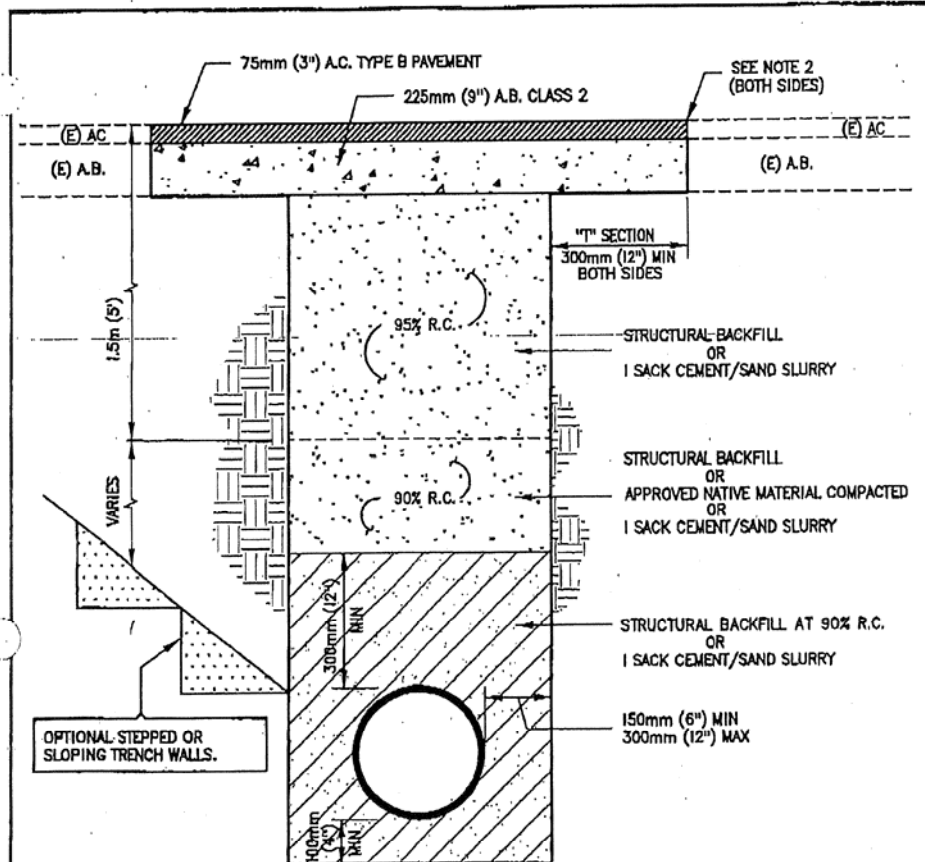 75mm (3") A.C. TYPE B PAVEMENT
SEE NOTE 2
(BOTH SIDES)
225mm (9") A.B. CLASS 2
(E) AC
(E) AC
(E) A.B.
(E) A.B.
"T" SECTION
300mm (12") MIN
BOTH SIDES
1.5m (5')
95% R.C.
STRUCTURAL BACKFILL
OR
1 SACK CEMENT/SAND SLURRY
VARIES
90% R.C.
STRUCTURAL BACKFILL
OR
APPROVED NATIVE MATERIAL COMPACTED
OR
1 SACK CEMENT/SAND SLURRY
300mm (12")
MIN
STRUCTURAL BACKFILL AT 90% R.C.
OR
1 SACK CEMENT/SAND SLURRY
150mm (6") MIN
300mm (12") MAX
OPTIONAL STEPPED OR
SLOPING TRENCH WALLS.
100mm
(4")
MIN